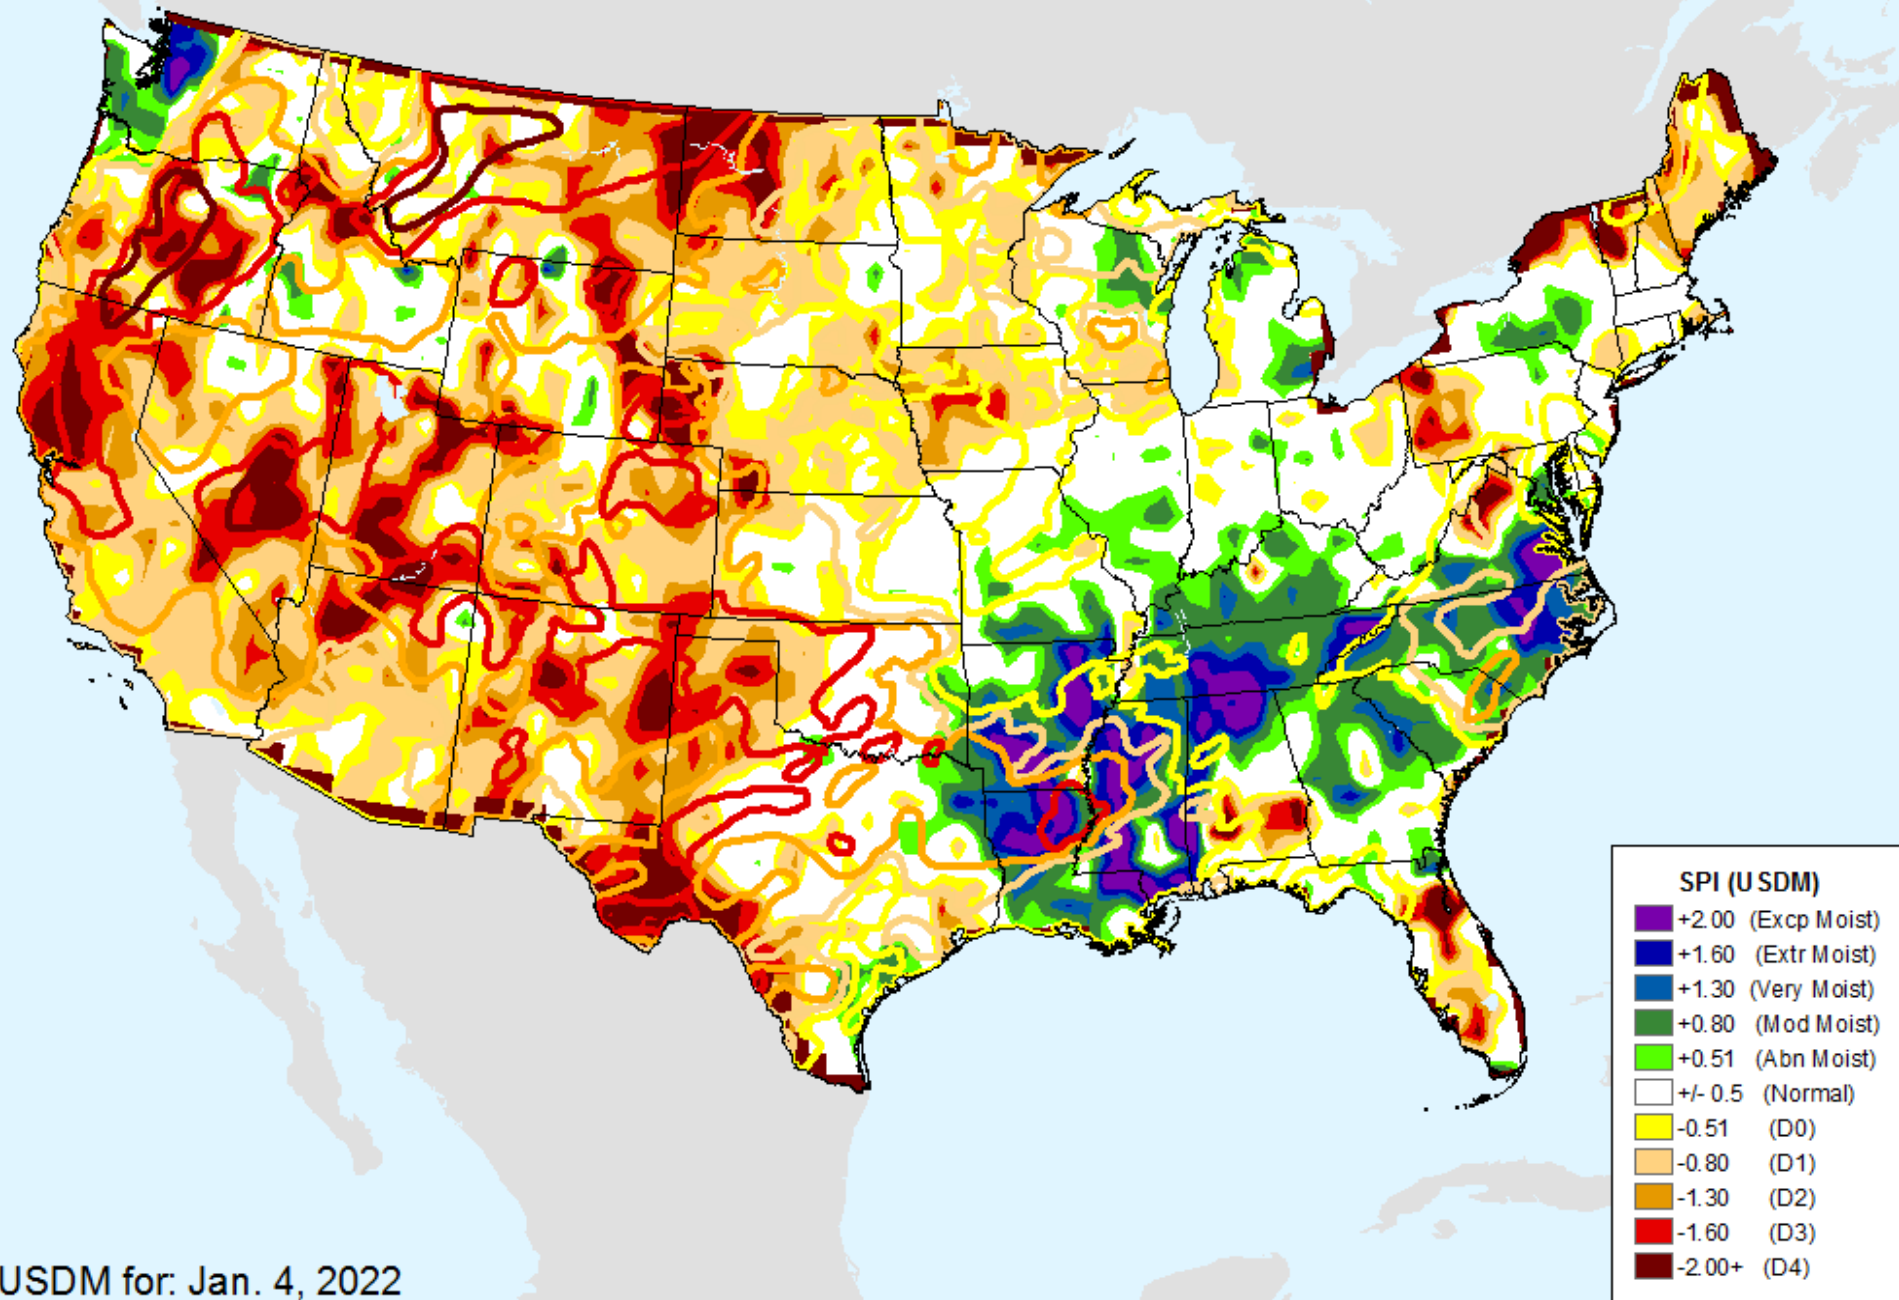 SPI (USDM)
+2.00 (Excp Moist)
+1.60 (Extr Moist)
+1.30 (Very Moist)
+0.80 (Mod Moist)
+0.51 (Abn Moist)
+/- 0.5 (Normal)
-0.51 (D0)
-0.80 (D1)
-1.30 (D2)
-1.60 (D3)
-2.00+ (D4)
USDM for: Jan. 4, 2022